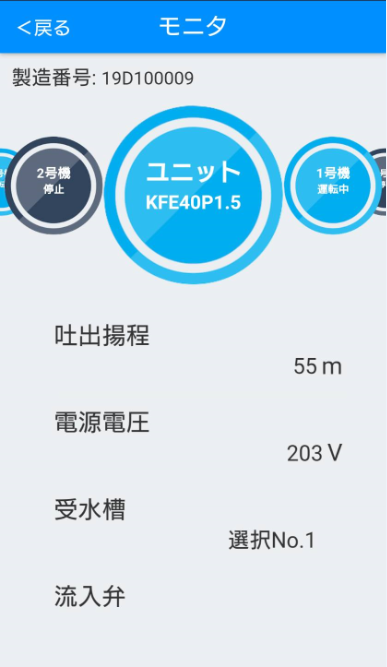 ＜戻る
モニタ
製造番号: 19D100009
2号機
停止
ユニット
KFE40P1.5
1号機
運転中
吐出揚程
55 m
電源電圧
203 V
受水槽
選択No.1
流入弁